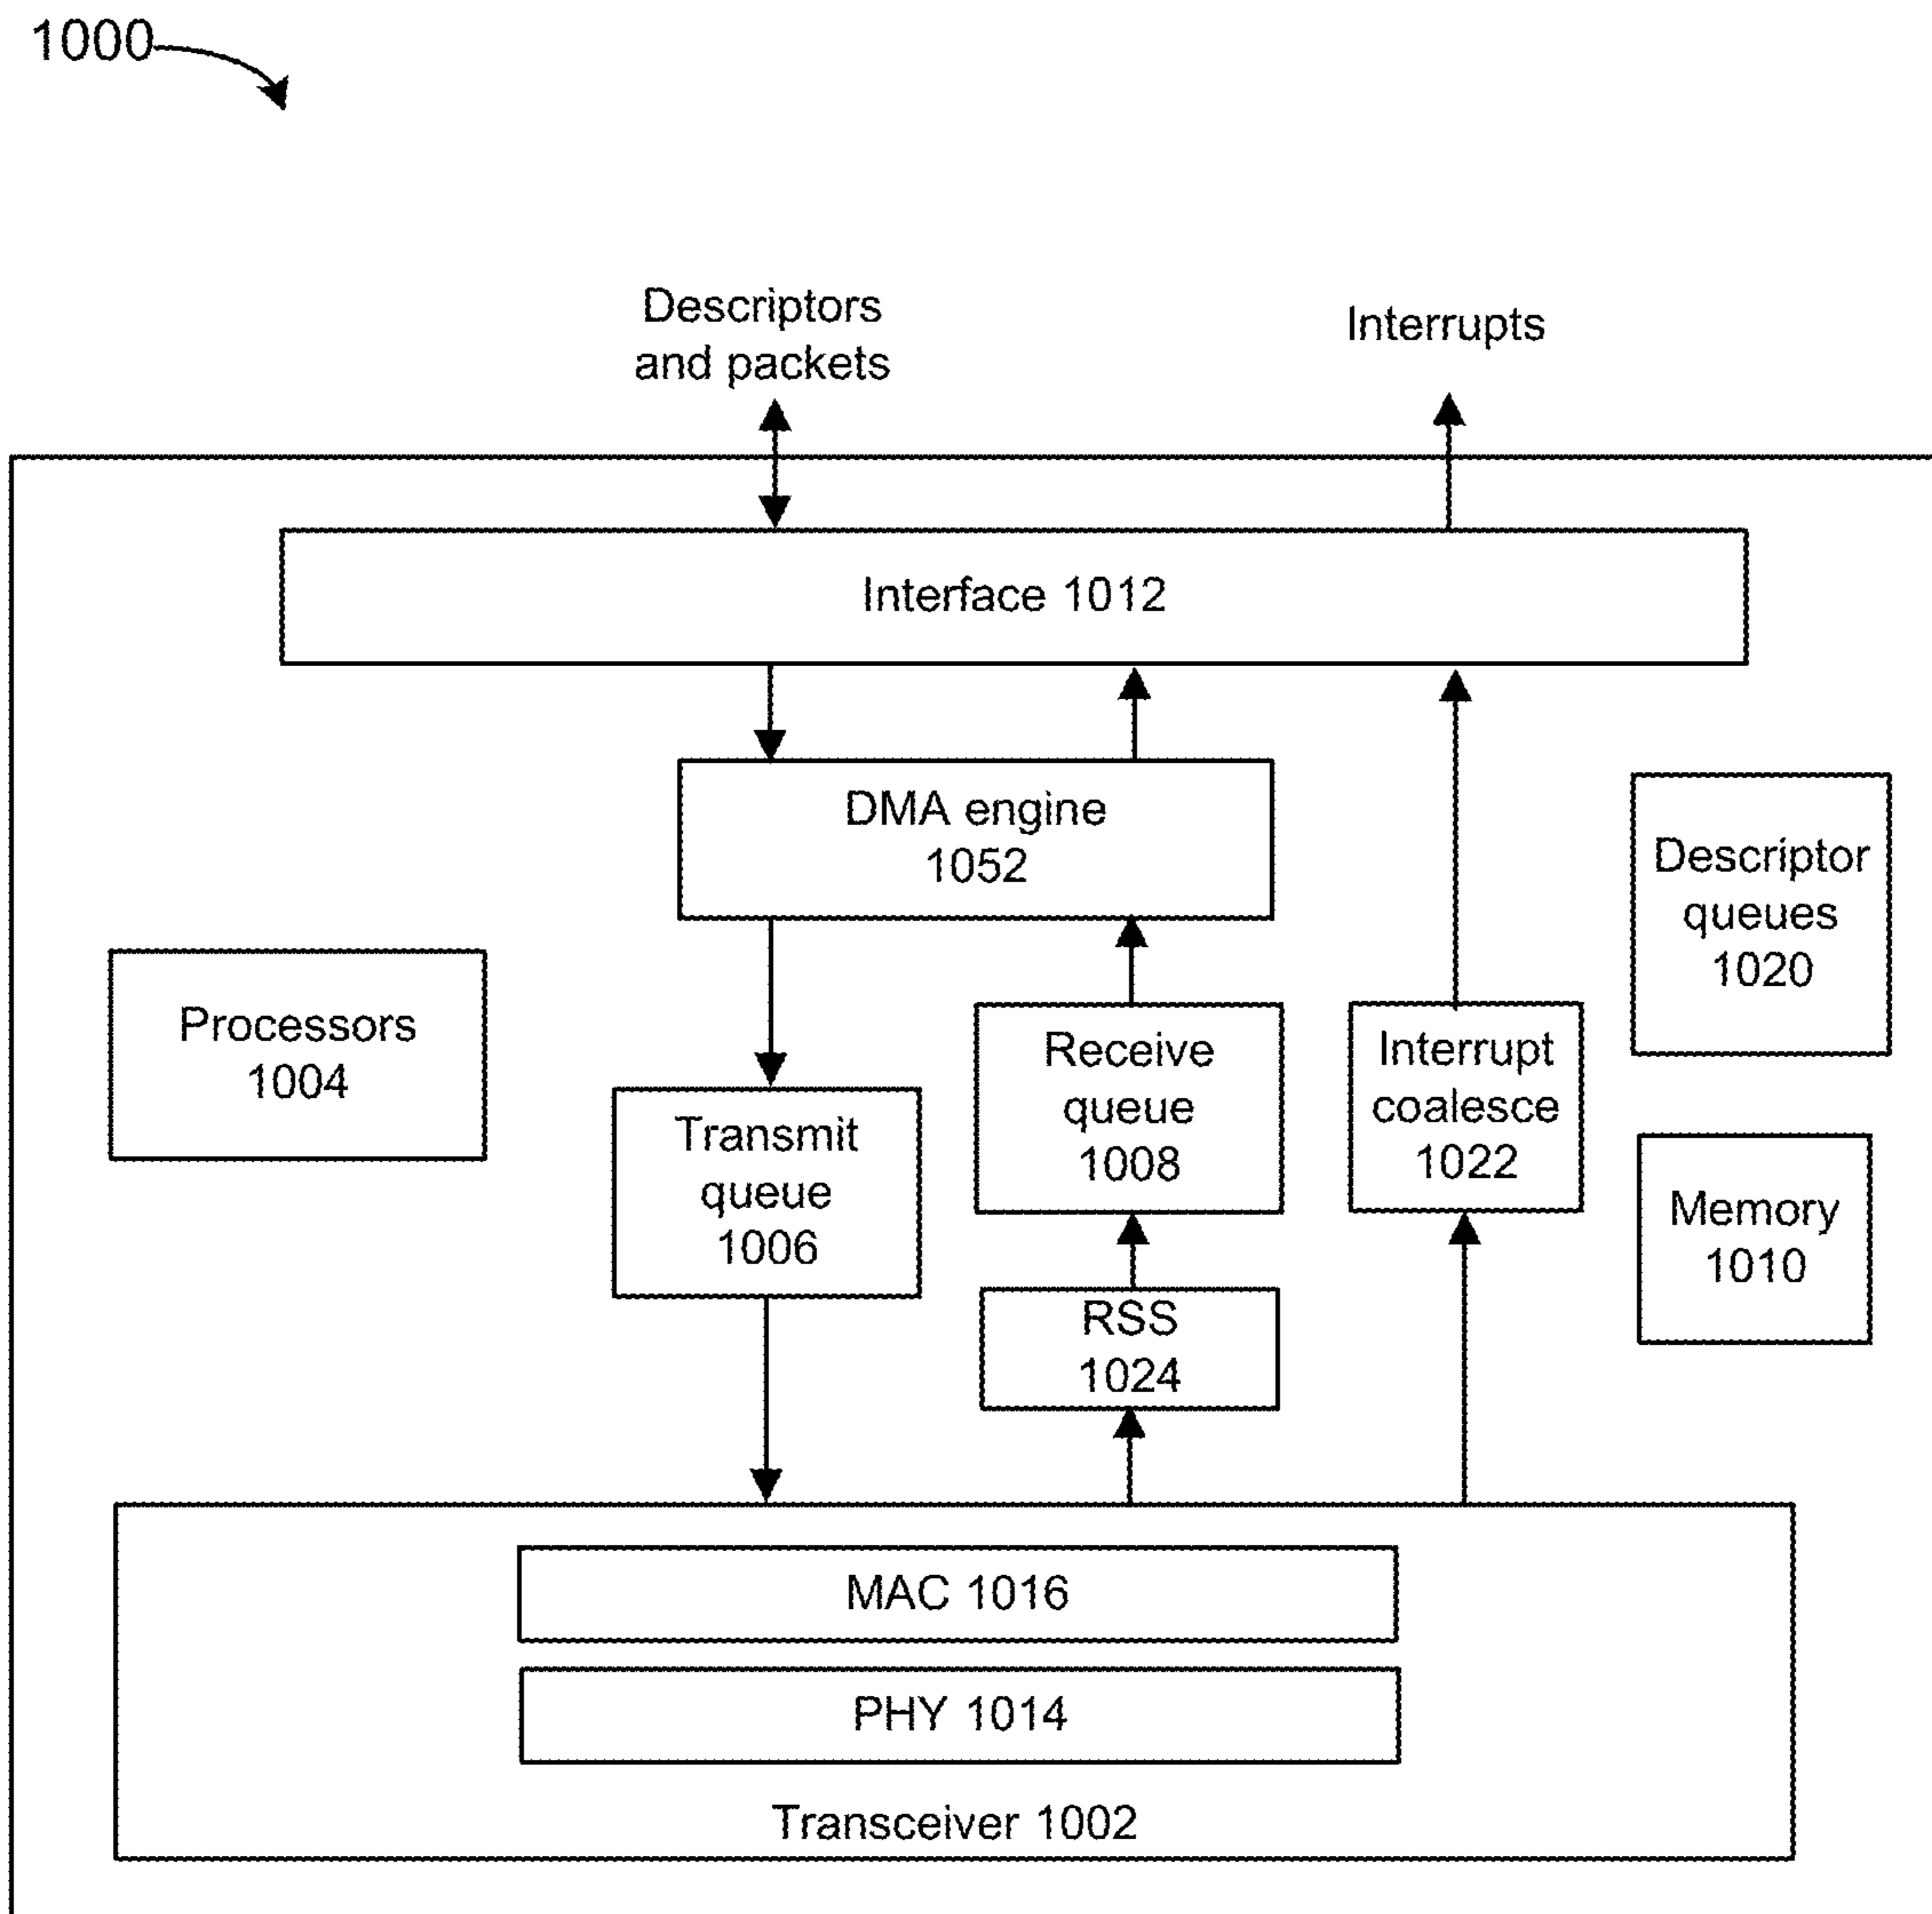 1000
Descriptors
and packets
Interrupts
Interface 1012
DMA engine
1052
Descriptor
queues
1020
Processors
1004
Transmit
queue
1006
Receive
queue
1008
Interrupt
coalesce
1022
Memory
1010
RSS
1024
MAC 1016
PHY 1014
Transceiver 1002